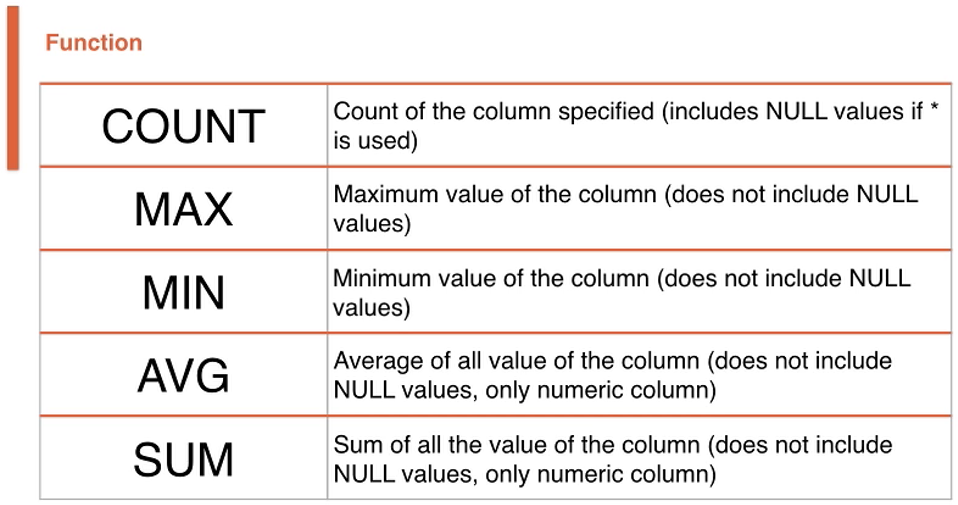 Function
COUNT
Count of the column specified (includes NULL values if *
is used)
MAX
Maximum value of the column (does not include NULL
values)
MIN
Minimum value of the column (does not include NULL
values)
AVG
Average of all value of the column (does not include
NULL values, only numeric column)
SUM
Sum of all the value of the column (does not include
NULL values, only numeric column)